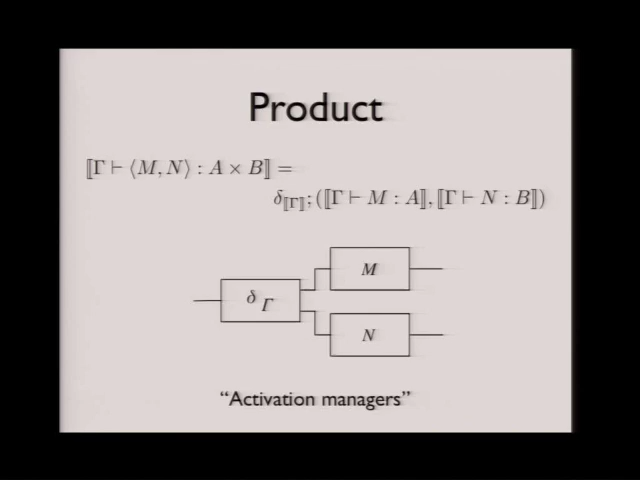 Product
⟦Γ ⊢ ⟨M, N⟩ : A × B⟧ =
δ⟦Γ⟧; (⟦Γ ⊢ M : A⟧, ⟦Γ ⊢ N : B⟧)
M
δ Γ
N
“Activation managers”